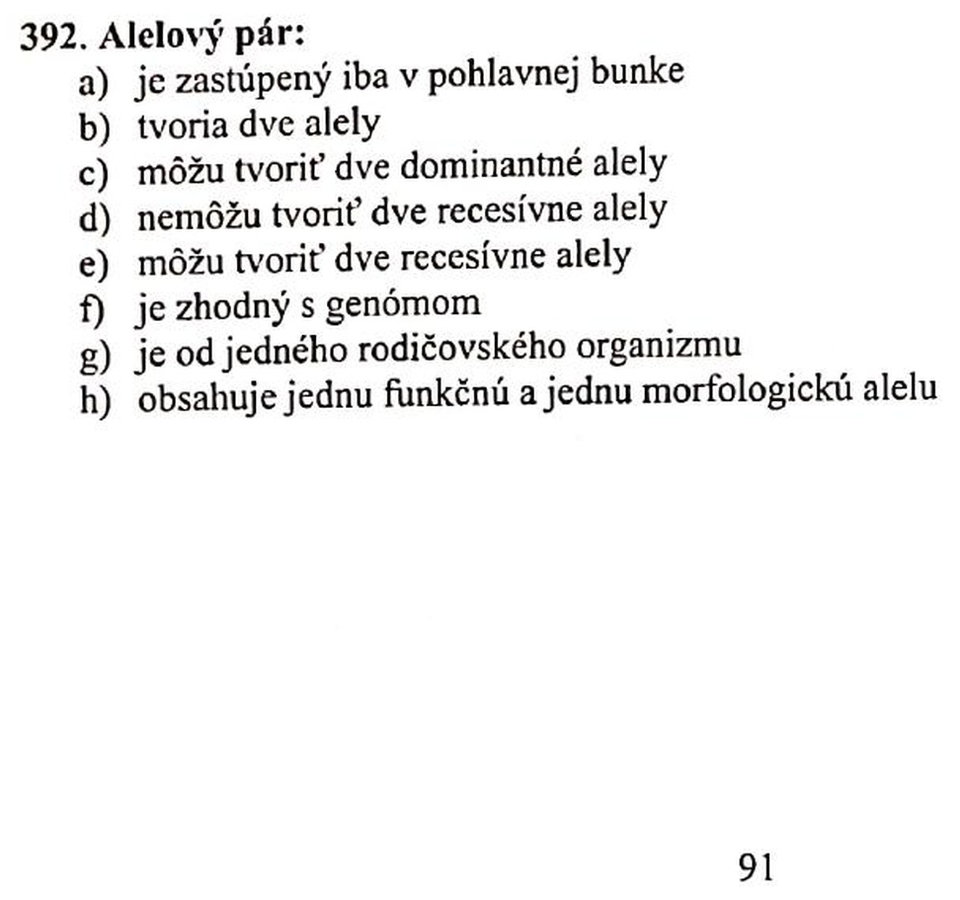 392. Alelový pár:
a) je zastúpený iba v pohlavnej bunke
b) tvoria dve alely
c) môžu tvoriť dve dominantné alely
d) nemôžu tvoriť dve recesívne alely
e) môžu tvoriť dve recesívne alely
f) je zhodný s genómom
g) je od jedného rodičovského organizmu
h) obsahuje jednu funkčnú a jednu morfologickú alelu
91